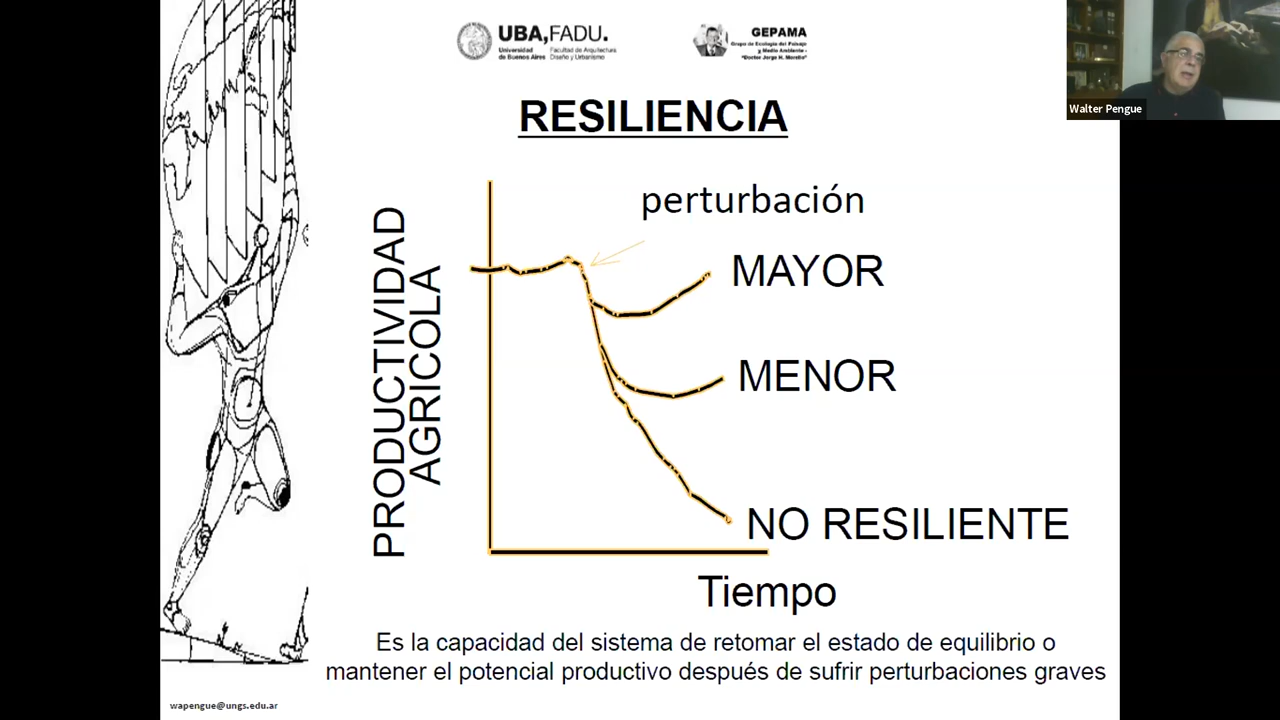 UBA,FADU.
Universidad de Buenos Aires
Facultad de Arquitectura Diseño y Urbanismo
GEPAMA
Grupo de Ecología del Paisaje
y Medio Ambiente -
"Doctor Jorge H. Morello"
Walter Pengue
RESILIENCIA
perturbación
PRODUCTIVIDAD
AGRICOLA
MAYOR
MENOR
NO RESILIENTE
Tiempo
Es la capacidad del sistema de retomar el estado de equilibrio o
mantener el potencial productivo después de sufrir perturbaciones graves
wapengue@ungs.edu.ar